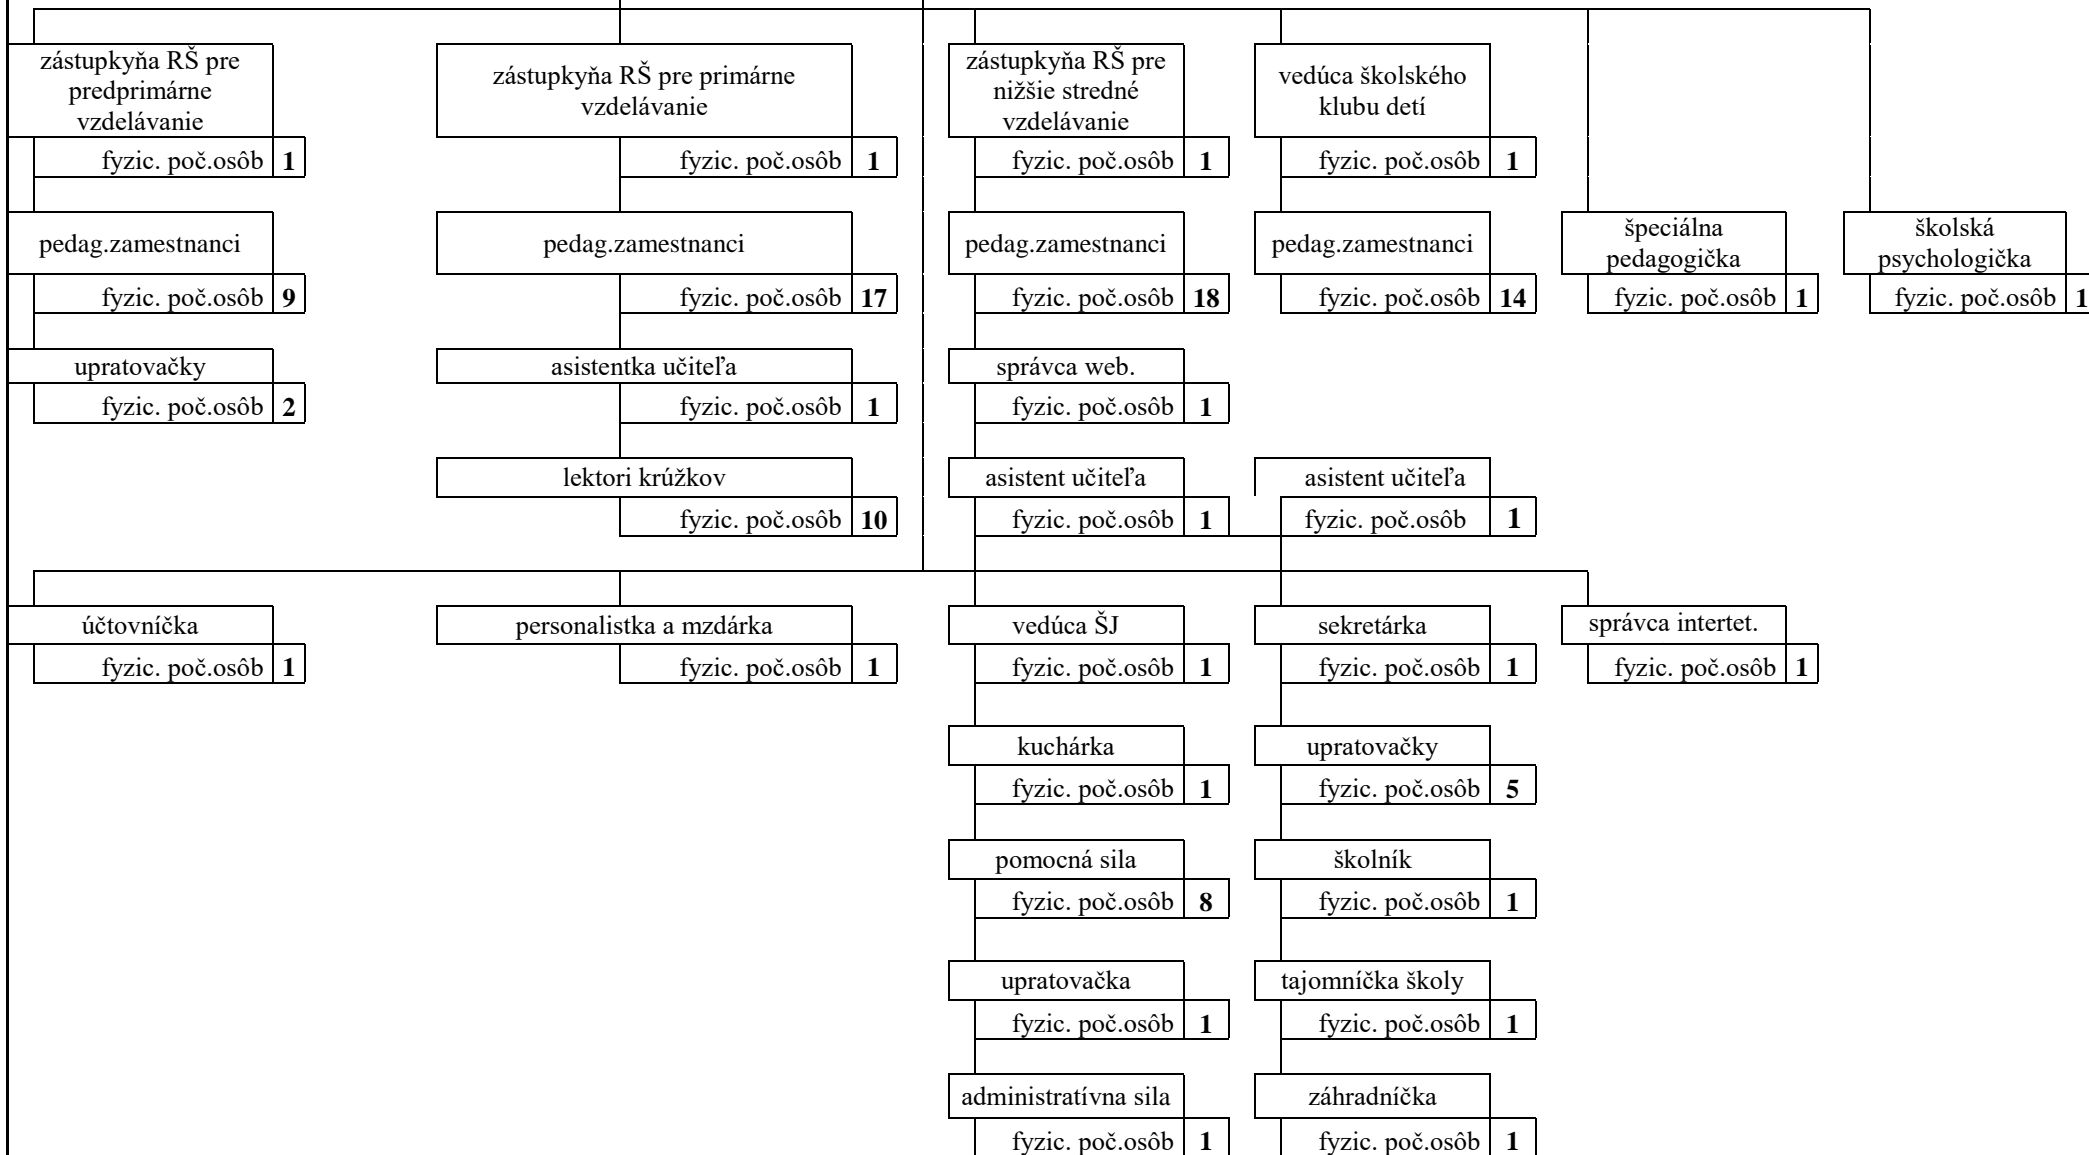 zástupkyňa RŠ pre
predprimárne
vzdelávanie
fyzic. poč.osôb 1
zástupkyňa RŠ pre primárne
vzdelávanie
fyzic. poč.osôb 1
zástupkyňa RŠ pre
nižšie stredné
vzdelávanie
fyzic. poč.osôb 1
vedúca školského
klubu detí
fyzic. poč.osôb 1
pedag.zamestnanci
fyzic. poč.osôb 9
pedag.zamestnanci
fyzic. poč.osôb 17
pedag.zamestnanci
fyzic. poč.osôb 18
pedag.zamestnanci
fyzic. poč.osôb 14
špeciálna
pedagogička
fyzic. poč.osôb 1
školská
psychologička
fyzic. poč.osôb 1
upratovačky
fyzic. poč.osôb 2
asistentka učiteľa
fyzic. poč.osôb 1
správca web.
fyzic. poč.osôb 1
lektori krúžkov
fyzic. poč.osôb 10
asistent učiteľa
fyzic. poč.osôb 1
asistent učiteľa
fyzic. poč.osôb 1
účtovníčka
fyzic. poč.osôb 1
personalistka a mzdárka
fyzic. poč.osôb 1
vedúca ŠJ
fyzic. poč.osôb 1
sekretárka
fyzic. poč.osôb 1
správca intertet.
fyzic. poč.osôb 1
kuchárka
fyzic. poč.osôb 1
upratovačky
fyzic. poč.osôb 5
pomocná sila
fyzic. poč.osôb 8
školník
fyzic. poč.osôb 1
upratovačka
fyzic. poč.osôb 1
tajomníčka školy
fyzic. poč.osôb 1
administratívna sila
fyzic. poč.osôb 1
záhradníčka
fyzic. poč.osôb 1